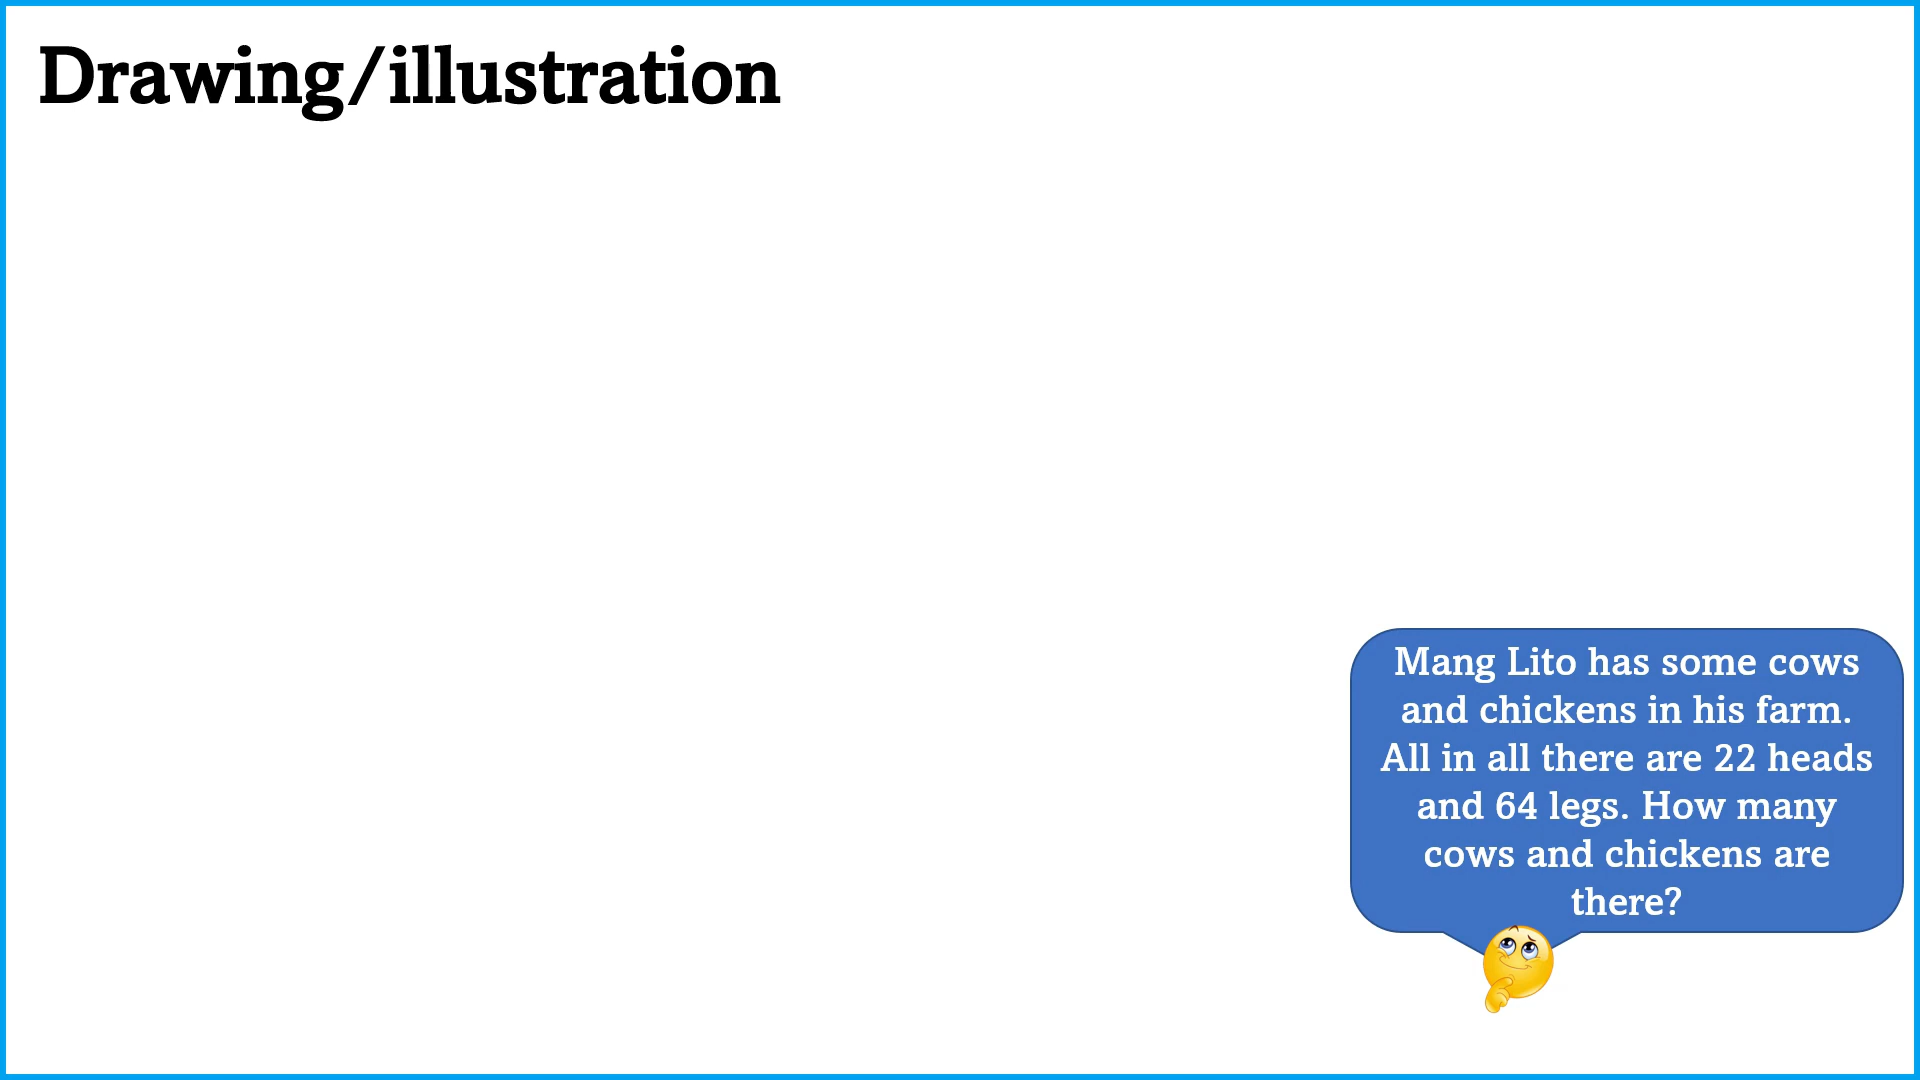 Drawing/illustration
Mang Lito has some cows
and chickens in his farm.
All in all there are 22 heads
and 64 legs. How many
cows and chickens are
there?